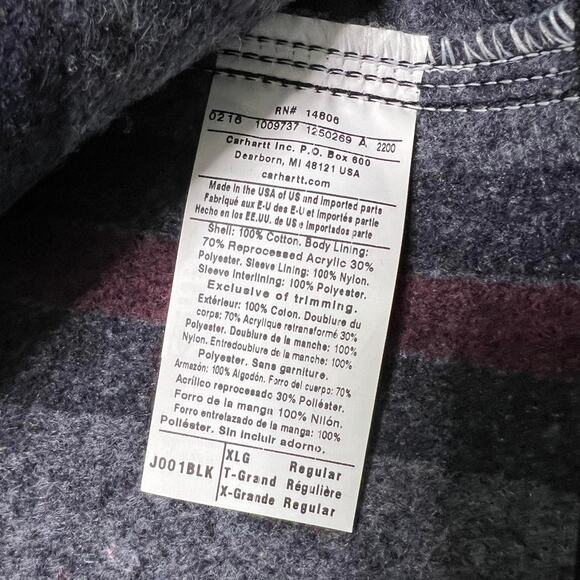 RN# 14806
0216 1009737 1250269 A 2200
Carhartt Inc. P.O. Box 600
Dearborn, MI 48121 USA
carhartt.com
Made in the USA of US and imported parts
Fabriqué aux E-U des E-U et importés partie
Hecho en los EE.UU. de US e importados parte
Shell: 100% Cotton. Body Lining:
70% Reprocessed Acrylic 30%
Polyester. Sleeve Lining: 100% Nylon.
Sleeve Interlining: 100% Polyester.
Exclusive of trimming.
Extérieur: 100% Coton. Doublure du
corps: 70% Acrylique retransformé 30%
Polyester. Doublure de la manche: 100%
Nylon. Entredoublure de la manche: 100%
Polyester. Sans garniture.
Armazón: 100% Algodón. Forro del cuerpo: 70%
Acrílico reprocesado 30% Poliéster.
Forro de la manga 100% Nilón.
Forro entrelazado de la manga: 100%
Poliéster. Sin incluir adorno.
J001BLK
XLG Regular
T-Grand Régulière
X-Grande Regular